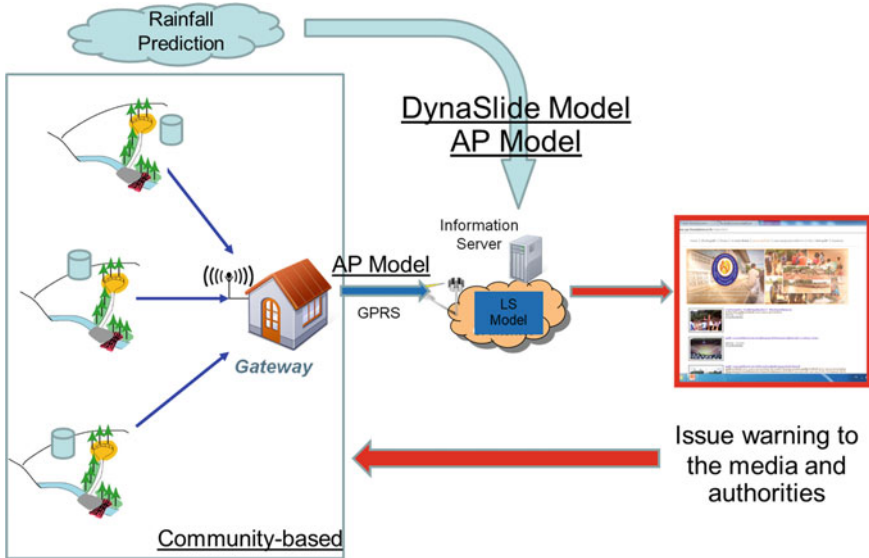 Rainfall
Prediction
DynaSlide Model
AP Model
Information
Server
AP Model
GPRS
LS
Model
Gateway
Community-based
Issue warning to
the media and
authorities